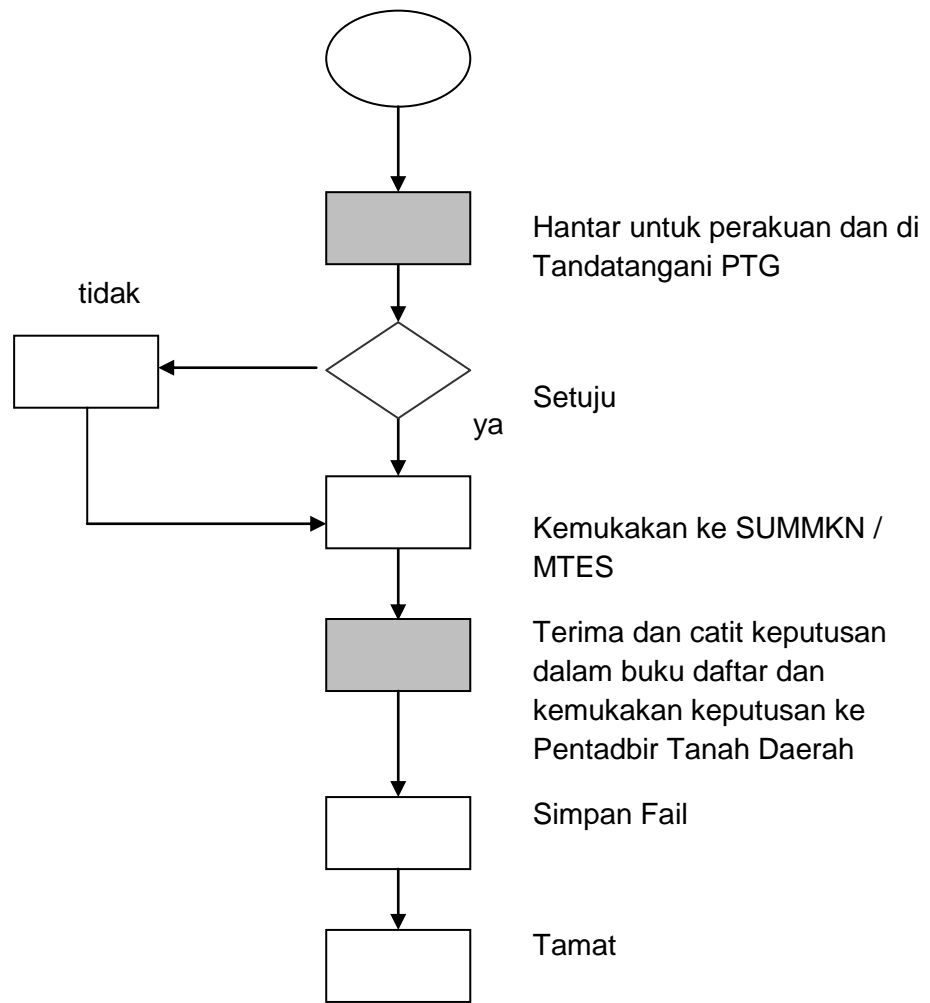 Hantar untuk perakuan dan di
Tandatangani PTG
tidak
Setuju
ya
Kemukakan ke SUMMKN /
MTES
Terima dan catit keputusan
dalam buku daftar dan
kemukakan keputusan ke
Pentadbir Tanah Daerah
Simpan Fail
Tamat